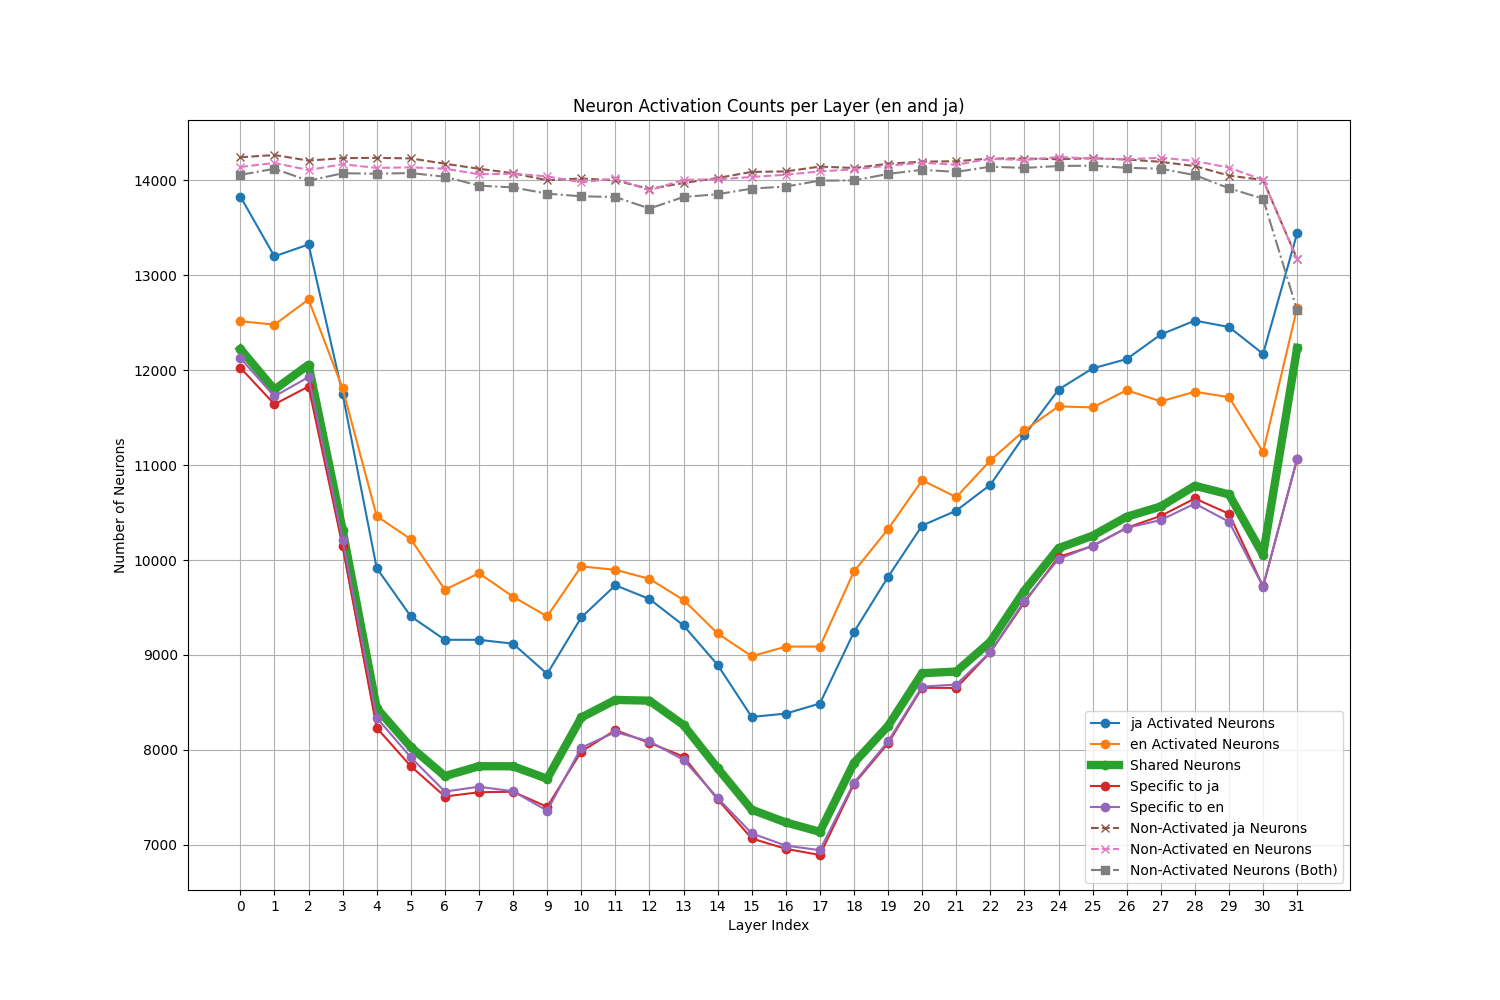 Neuron Activation Counts per Layer (en and ja)
Number of Neurons
14000
13000
12000
11000
10000
9000
8000
7000
0 1 2 3 4 5 6 7 8 9 10 11 12 13 14 15 16 17 18 19 20 21 22 23 24 25 26 27 28 29 30 31
Layer Index
ja Activated Neurons
en Activated Neurons
Shared Neurons
Specific to ja
Specific to en
Non-Activated ja Neurons
Non-Activated en Neurons
Non-Activated Neurons (Both)